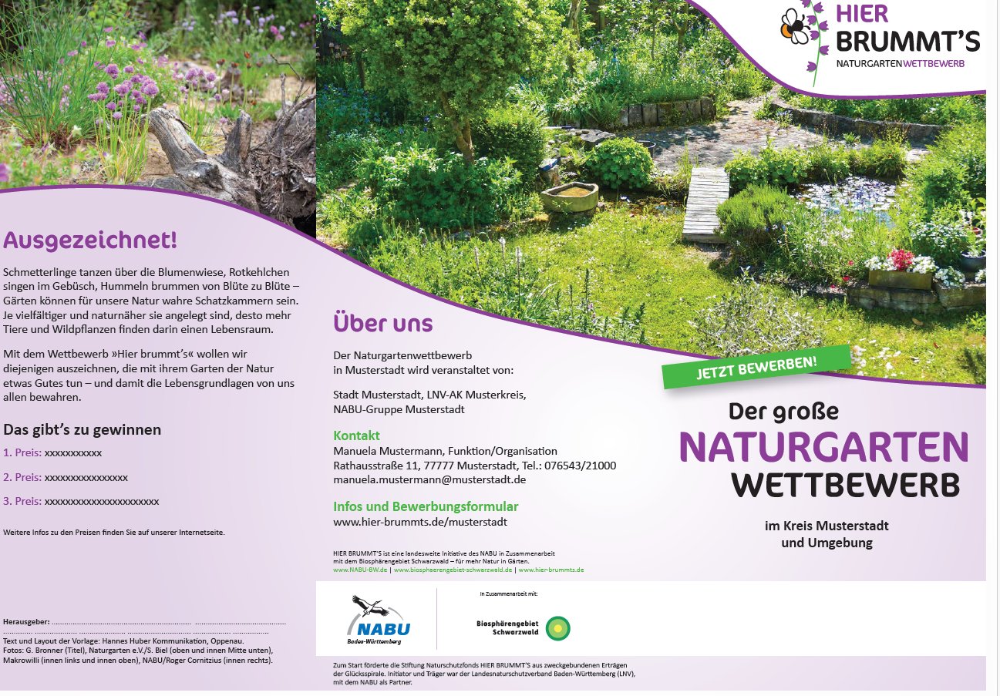 Ausgezeichnet!
Schmetterlinge tanzen über die Blumenwiese, Rotkehlchen
singen im Gebüsch, Hummeln brummen von Blüte zu Blüte –
Gärten können für unsere Natur wahre Schatzkammern sein.
Je vielfältiger und naturnäher sie angelegt sind, desto mehr
Tiere und Wildpflanzen finden darin einen Lebensraum.
Mit dem Wettbewerb »Hier brummt’s« wollen wir
diejenigen auszeichnen, die mit ihrem Garten der Natur
etwas Gutes tun – und damit die Lebensgrundlagen von uns
allen bewahren.
Das gibt’s zu gewinnen
1. Preis: xxxxxxxxxxx
2. Preis: xxxxxxxxxxxxxxxx
3. Preis: xxxxxxxxxxxxxxxxxxxxxx
Weitere Infos zu den Preisen finden Sie auf unserer Internetseite.
Herausgeber: .................................................................. ...........................................
.............. .................... ...................... .................... .................. .................
Text und Layout der Vorlage: Hannes Huber Kommunikation, Oppenau.
Fotos: G. Bronner (Titel), Naturgarten e.V./S. Biel (oben und innen Mitte unten),
Makrowilli (innen links und innen oben), NABU/Roger Cornitzius (innen rechts).
Über uns
Der Naturgartenwettbewerb
in Musterstadt wird veranstaltet von:
Stadt Musterstadt, LNV-AK Musterkreis,
NABU-Gruppe Musterstadt
Kontakt
Manuela Mustermann, Funktion/Organisation
Rathausstraße 11, 77777 Musterstadt, Tel.: 076543/21000
manuela.mustermann@musterstadt.de
Infos und Bewerbungsformular
www.hier-brummts.de/musterstadt
HIER BRUMMT’S ist eine landesweite Initiative des NABU in Zusammenarbeit
mit dem Biosphärengebiet Schwarzwald – für mehr Natur in Gärten.
www.NABU-BW.de | www.biosphaerengebiet-schwarzwald.de | www.hier-brummts.de
NABU
Baden-Württemberg
In Zusammenarbeit mit:
Biosphärengebiet
Schwarzwald
Zum Start förderte die Stiftung Naturschutzfonds HIER BRUMMT’S aus zweckgebundenen Erträgen
der Glücksspirale. Initiator und Träger war der Landesnaturschutzverband Baden-Württemberg (LNV),
mit dem NABU als Partner.
HIER
BRUMMT’S
NATURGARTENWETTBEWERB
JETZT BEWERBEN!
Der große
NATURGARTEN
WETTBEWERB
im Kreis Musterstadt
und Umgebung